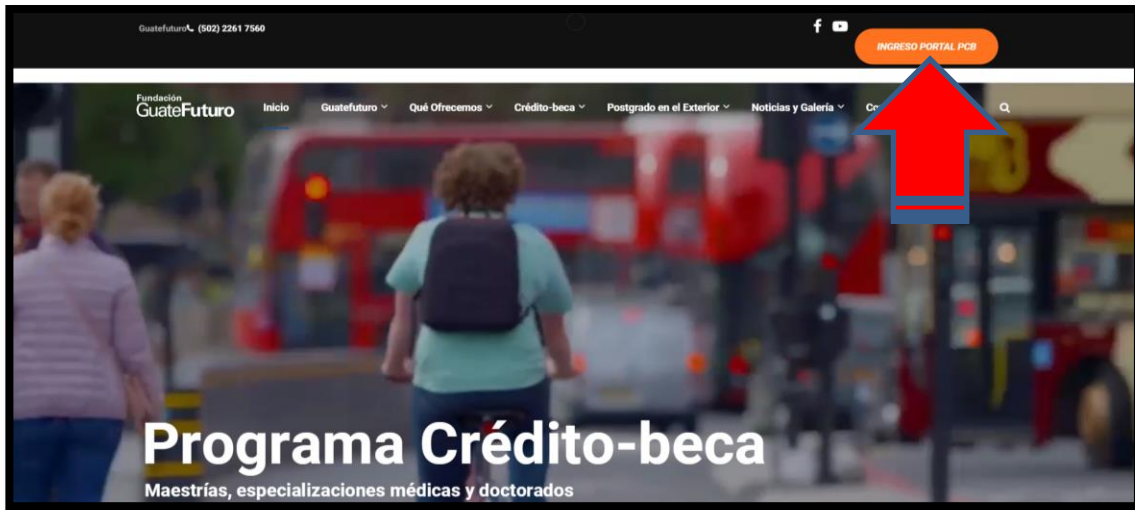 Guatefuturo (502) 2261 7560
INGRESO PORTAL PCB
Fundación
GuateFuturo
Inicio Guatefuturo Qué Ofrecemos Crédito-beca Postgrado en el Exterior Noticias y Galería
Programa Crédito-beca
Maestrías, especializaciones médicas y doctorados